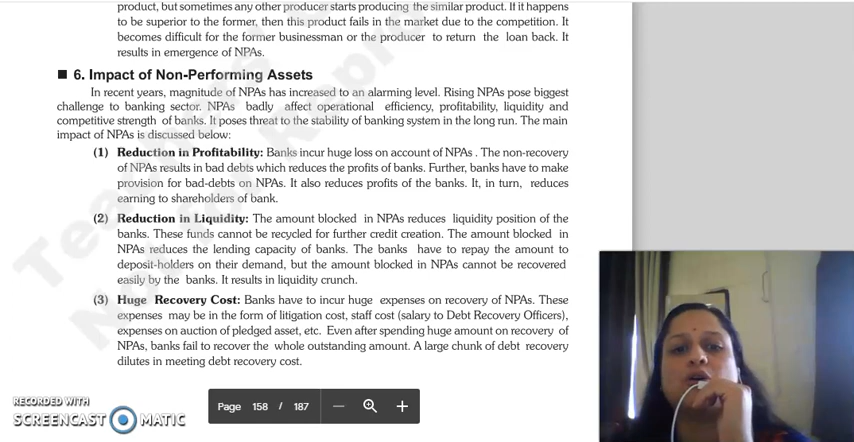 product, but sometimes any other producer starts producing the similar product. If it happens
to be superior to the former, then this product fails in the market due to the competition. It
becomes difficult for the former businessman or the producer to return the loan back. It
results in emergence of NPAs.
■ 6. Impact of Non-Performing Assets
In recent years, magnitude of NPAs has increased to an alarming level. Rising NPAs pose biggest
challenge to banking sector. NPAs badly affect operational efficiency, profitability, liquidity and
competitive strength of banks. It poses threat to the stability of banking system in the long run. The main
impact of NPAs is discussed below:
(1) Reduction in Profitability: Banks incur huge loss on account of NPAs . The non-recovery
of NPAs results in bad debts which reduces the profits of banks. Further, banks have to make
provision for bad-debts on NPAs. It also reduces profits of the banks. It, in turn, reduces
earning to shareholders of bank.
(2) Reduction in Liquidity: The amount blocked in NPAs reduces liquidity position of the
banks. These funds cannot be recycled for further credit creation. The amount blocked in
NPAs reduces the lending capacity of banks. The banks have to repay the amount to
deposit-holders on their demand, but the amount blocked in NPAs cannot be recovered
easily by the banks. It results in liquidity crunch.
(3) Huge Recovery Cost: Banks have to incur huge expenses on recovery of NPAs. These
expenses may be in the form of litigation cost, staff cost (salary to Debt Recovery Officers),
expenses on auction of pledged asset, etc. Even after spending huge amount on recovery of
NPAs, banks fail to recover the whole outstanding amount. A large chunk of debt recovery
dilutes in meeting debt recovery cost.
RECORDED WITH
SCREENCAST MATIC
Page 158 / 187